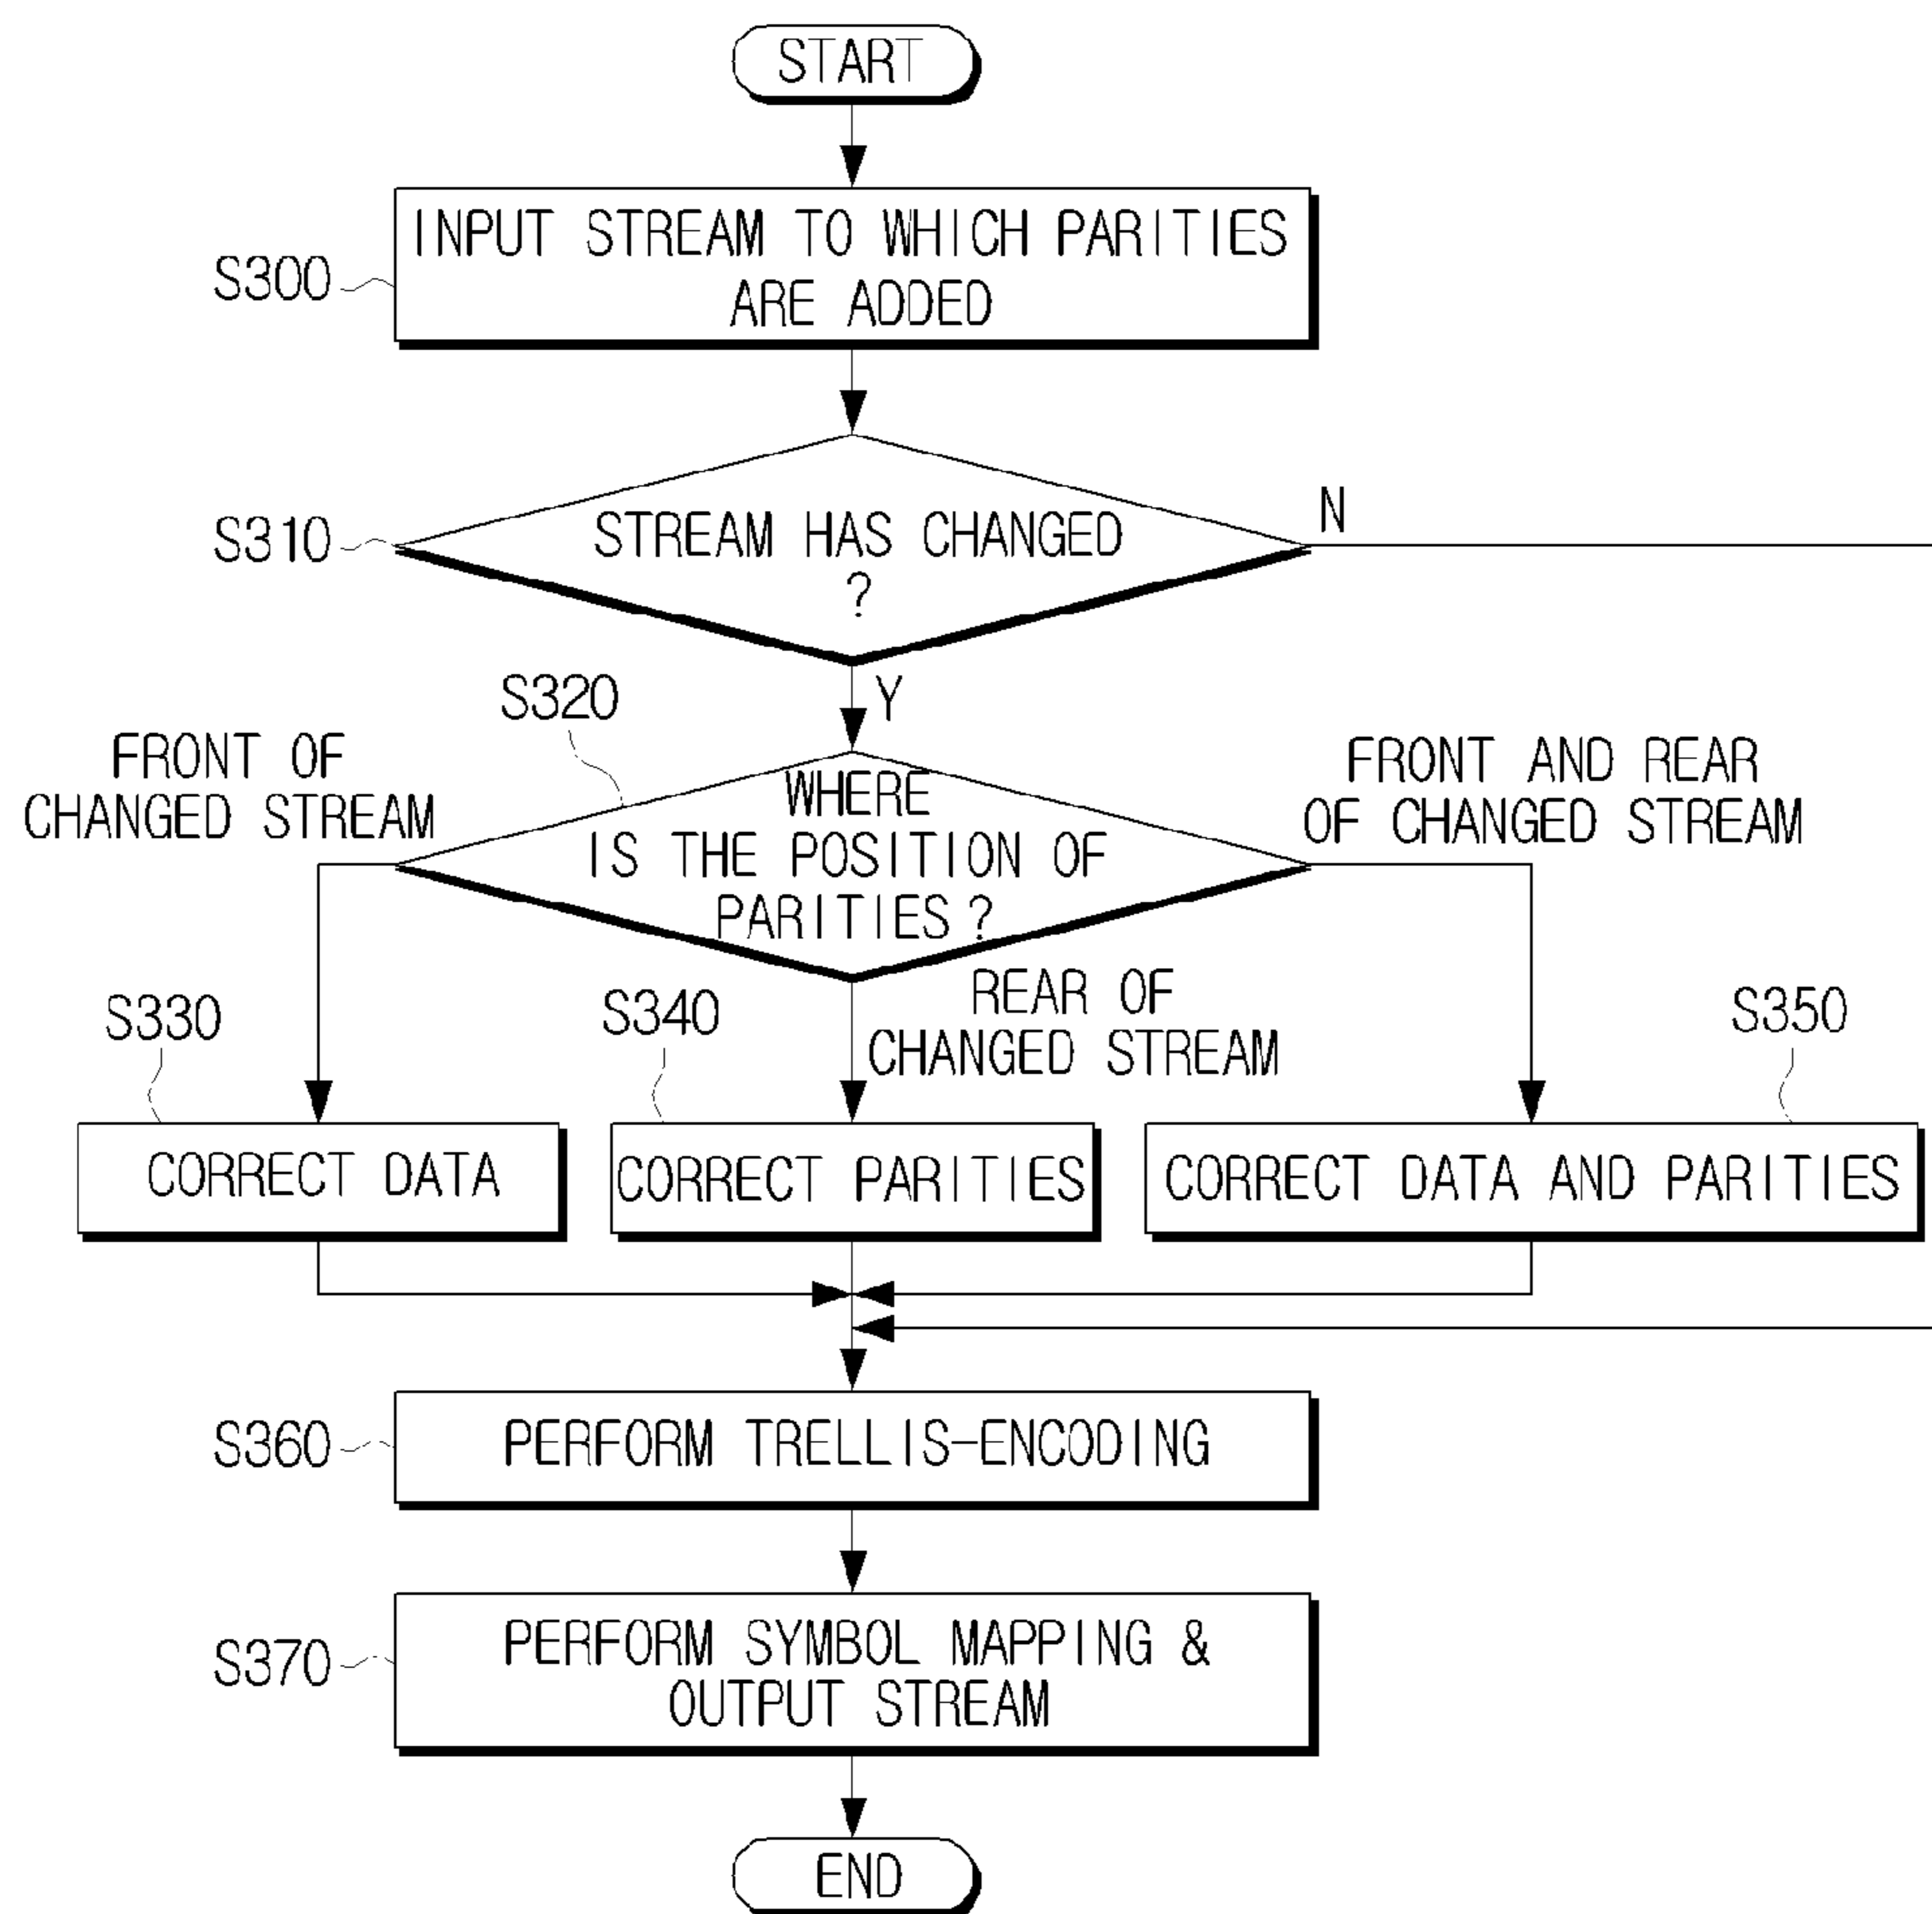 START
INPUT STREAM TO WHICH PARITIES
ARE ADDED
S300
STREAM HAS CHANGED
?
S310
N
Y
S320
FRONT OF
CHANGED STREAM
WHERE
IS THE POSITION OF
PARITIES?
FRONT AND REAR
OF CHANGED STREAM
REAR OF
CHANGED STREAM
S330
S340
S350
CORRECT DATA
CORRECT PARITIES
CORRECT DATA AND PARITIES
S360
PERFORM TRELLIS-ENCODING
S370
PERFORM SYMBOL MAPPING &
OUTPUT STREAM
END